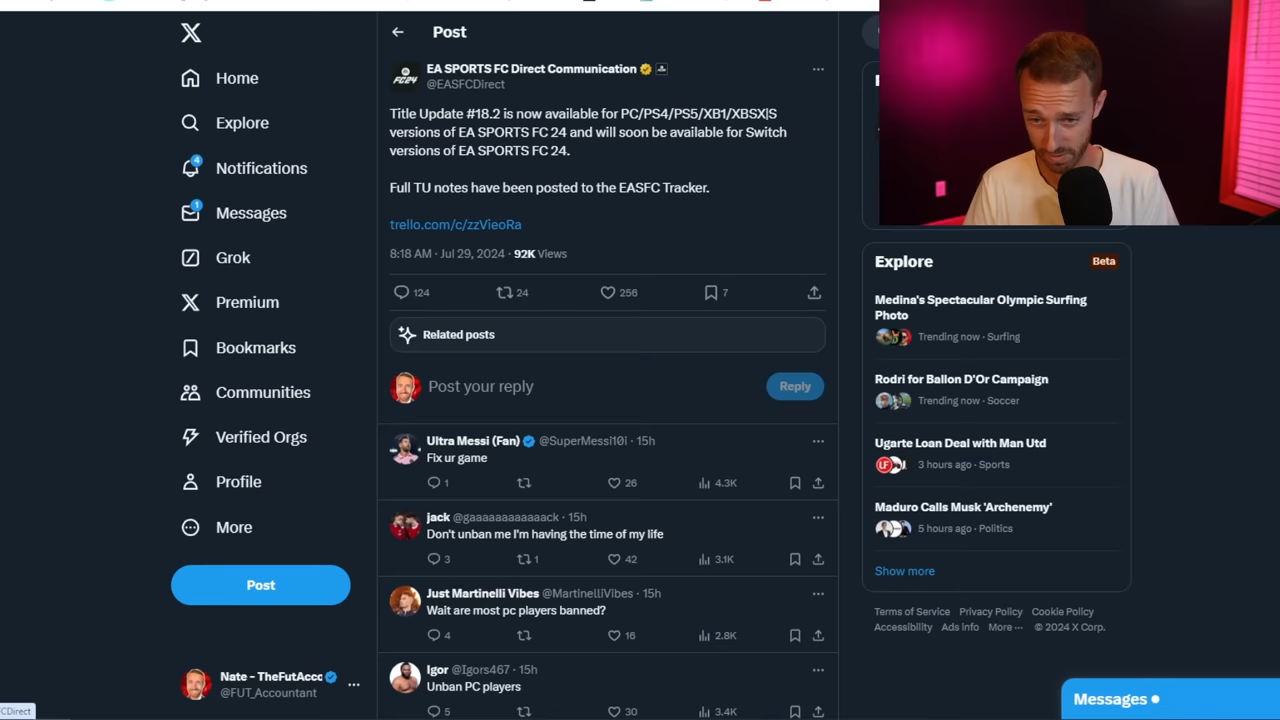 Home
Explore
Notifications
4
Messages
1
Grok
Premium
Bookmarks
Communities
Verified Orgs
Profile
More
Post
Nate - TheFutAccc
@FUT_Accountant
CDirect
Post
EA SPORTS FC Direct Communication
@EASFCDirect
FC24
Title Update #18.2 is now available for PC/PS4/PS5/XB1/XBSX|S
versions of EA SPORTS FC 24 and will soon be available for Switch
versions of EA SPORTS FC 24.
Full TU notes have been posted to the EASFC Tracker.
trello.com/c/zzVieoRa
8:18 AM · Jul 29, 2024 · 92K Views
124 24 256 7
Related posts
Post your reply
Reply
Ultra Messi (Fan) @SuperMessi10i · 15h
Fix ur game
1 26 4.3K
jack @gaaaaaaaaaaack · 15h
Don't unban me I'm having the time of my life
3 1 42 3.1K
Just Martinelli Vibes @MartinelliVibes · 15h
Wait are most pc players banned?
4 16 2.8K
Igor @Igors467 · 15h
Unban PC players
5 30 3.4K
Explore
Beta
Medina's Spectacular Olympic Surfing
Photo
Trending now · Surfing
Rodri for Ballon D'Or Campaign
Trending now · Soccer
Ugarte Loan Deal with Man Utd
3 hours ago · Sports
Maduro Calls Musk 'Archenemy'
5 hours ago · Politics
Show more
Terms of Service Privacy Policy Cookie Policy
Accessibility Ads info More ··· © 2024 X Corp.
Messages